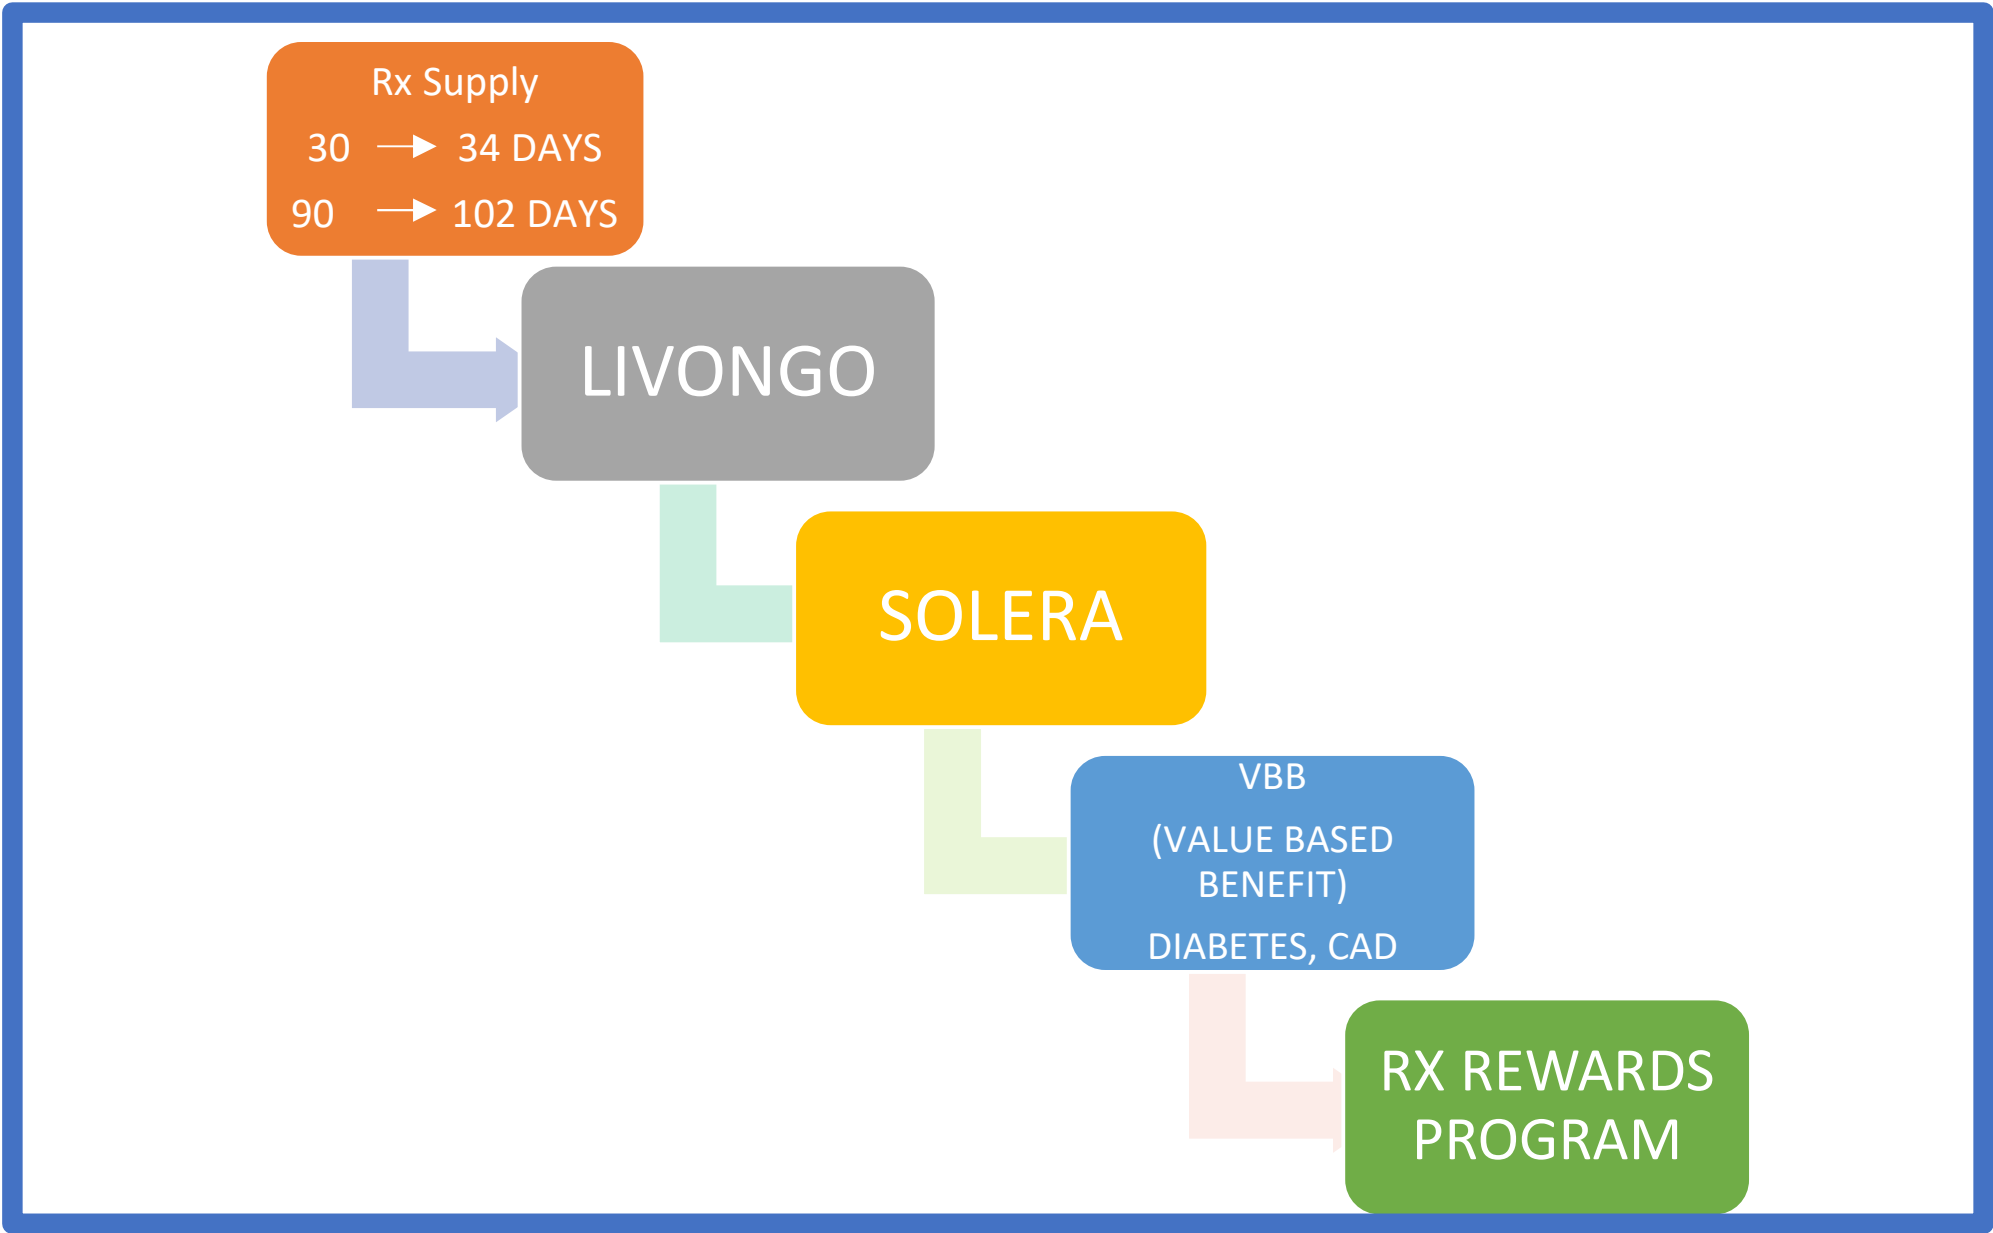 Rx Supply
30 34 DAYS
90 102 DAYS
LIVONGO
SOLERA
VBB
(VALUE BASED
BENEFIT)
DIABETES, CAD
RX REWARDS
PROGRAM